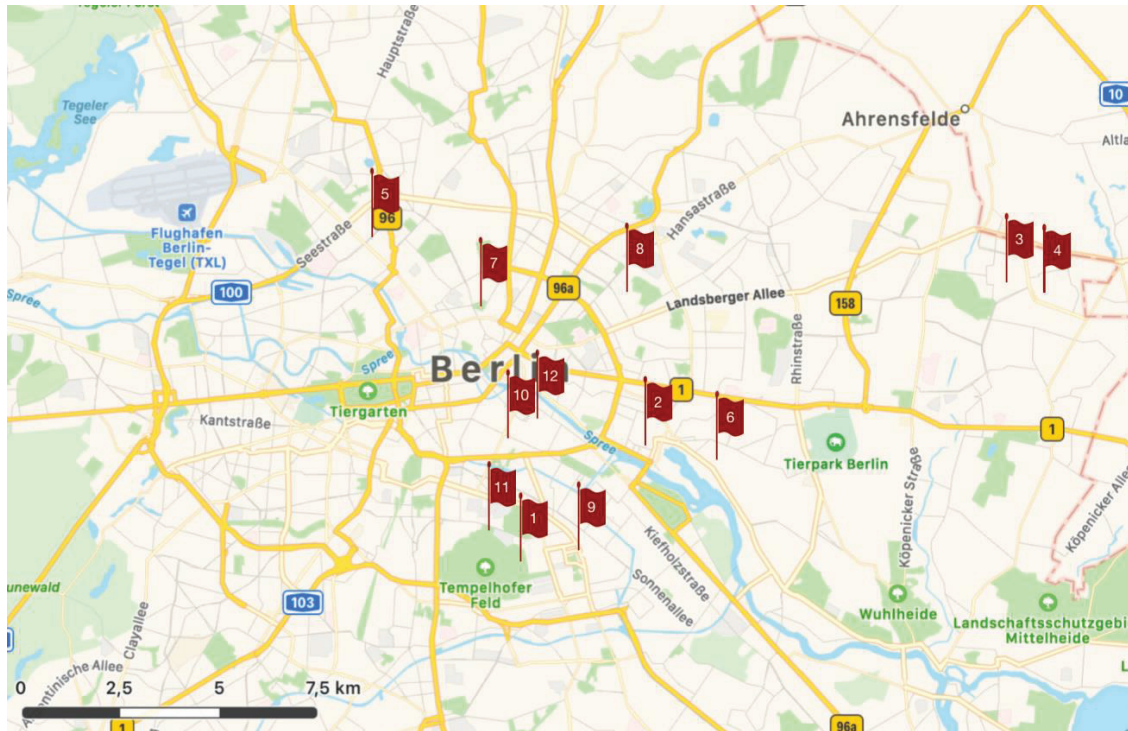 Tegeler Forst
Hauptstraße
10
Ahrensfelde
Altla
Tegeler
See
5
96
Flughafen
Berlin-
Tegel (TXL)
Seestraße
Hansastraße
3
4
8
7
Spree
100
96a
Landsberger Allee
158
Spree
Berlin
12
10
Tiergarten
Kantstraße
2
1
6
Rhinstraße
1
Spree
Tierpark Berlin
Köpenicker Straße
Köpenicker Allee
11
1
9
Kiefholzstraße
Sonnenallee
Tempelhofer
Feld
unewald
103
Clayallee
Wuhlheide
Landschaftsschutzgebi
Mittelheide
L
0 2,5 5 7,5 km
entinische Allee
1
96a